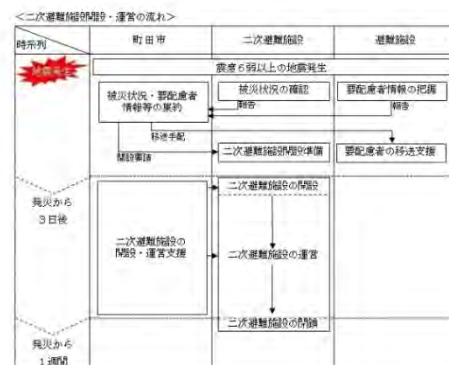 ＜二次避難施設開設・運営の流れ＞
時系列
町田市
二次避難施設
避難施設
地震発生
震度６弱以上の地震発生
被災状況・要配慮者
情報等の集約
被災状況の確認
要配慮者情報の把握
報告
報告
移送手配
開設要請
二次避難施設開設準備
要配慮者の移送支援
発災から
３日後
二次避難施設の開設
二次避難施設の
開設・運営支援
二次避難施設の運営
二次避難施設の閉鎖
発災から
１週間